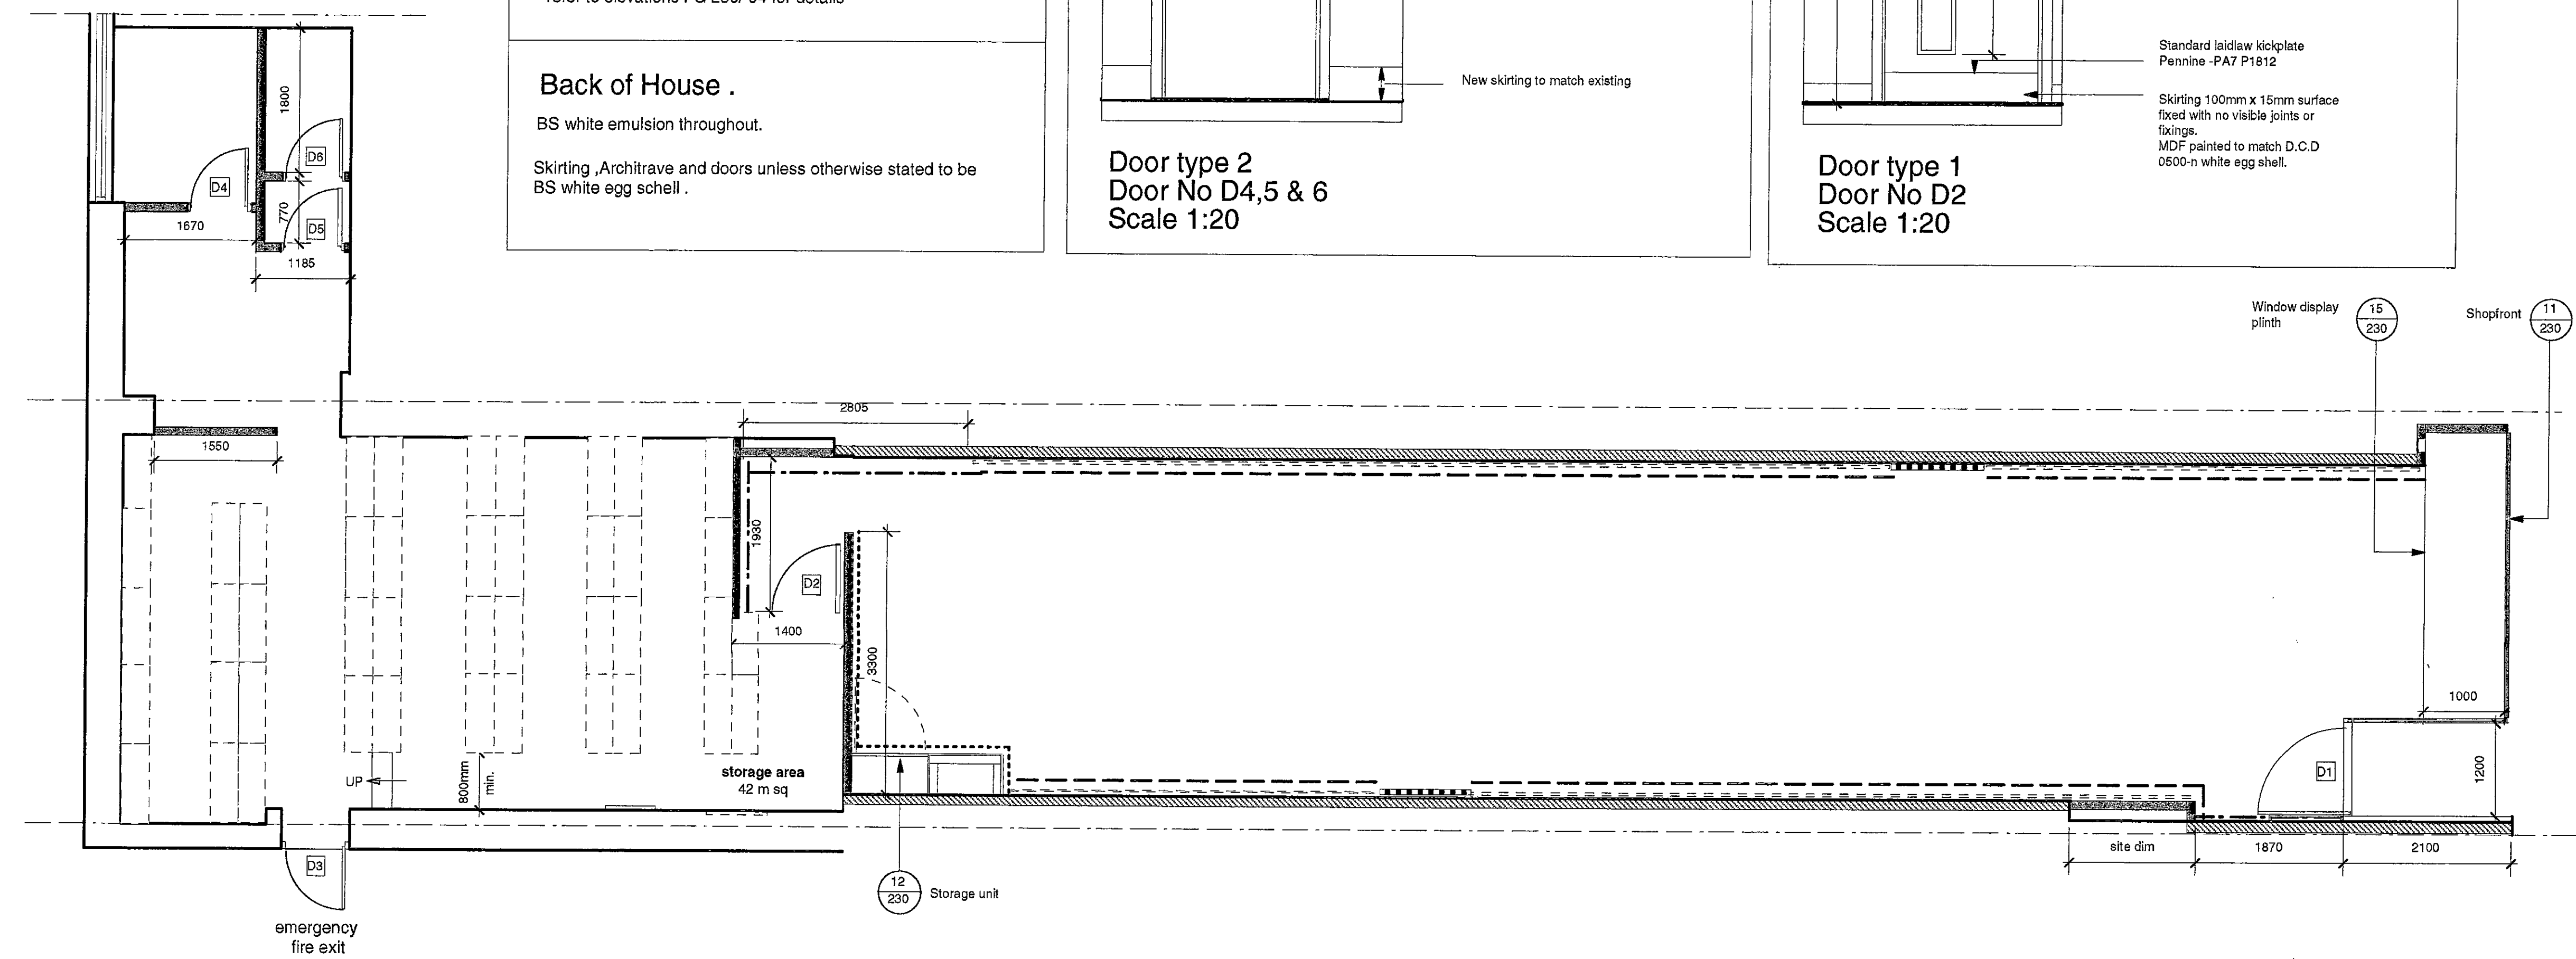 refer to elevations
for details
Back of House .
BS white emulsion throughout.
Skirting ,Architrave and doors unless otherwise stated to be
BS white egg schell .
New skirting to match existing
Door type 2
Door No D4,5 & 6
Scale 1:20
Standard laidlaw kickplate
Pennine -PA7 P1812
Skirting 100mm x 15mm surface
fixed with no visible joints or
fixings.
MDF painted to match D.C.D
0500-n white egg shell.
Door type 1
Door No D2
Scale 1:20
1800
D6
D4
770
D5
1670
1185
Window display
plinth
15
230
Shopfront
11
230
2805
1550
1930
D2
1400
3300
1000
UP
800mm
min.
storage area
42 m sq
D1
1200
site dim
1870
2100
D3
12
230
Storage unit
emergency
fire exit